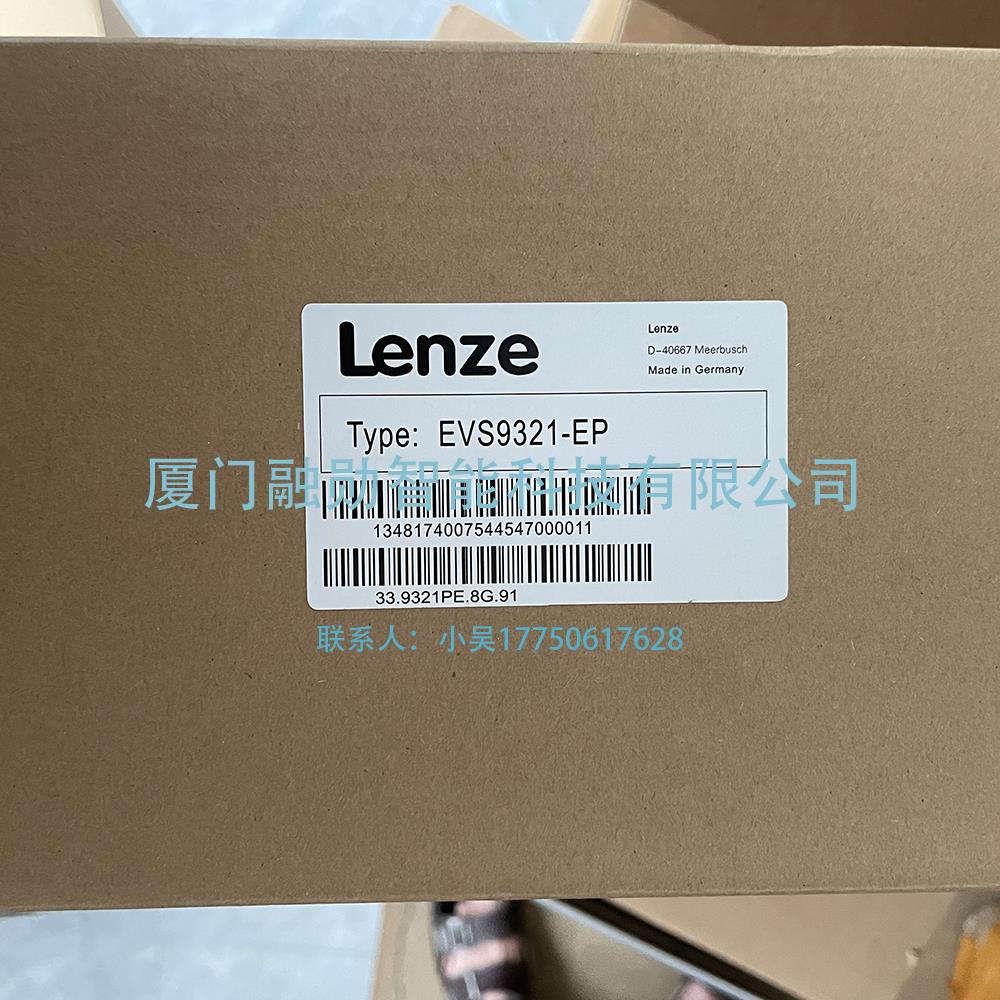 Lenze
Lenze
D-40667 Meerbusch
Made in Germany
Type: EVS9321-EP
厦门融勋智能科技有限公司
1348174007544547000011
33.9321PE.8G.91
联系人：小吴17750617628